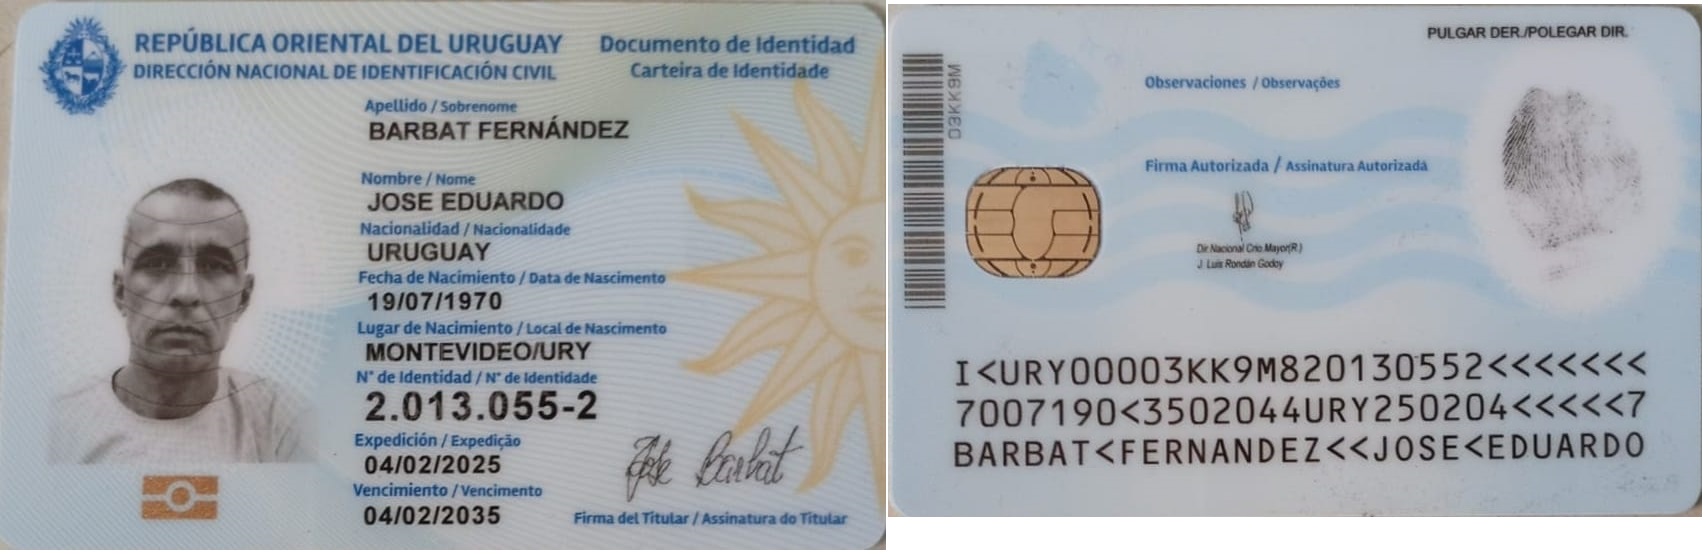 REPÚBLICA ORIENTAL DEL URUGUAY
DIRECCIÓN NACIONAL DE IDENTIFICACIÓN CIVIL
Documento de Identidad
Carteira de Identidade
Apellido / Sobrenome
BARBAT FERNÁNDEZ
Nombre / Nome
JOSE EDUARDO
Nacionalidad / Nacionalidade
URUGUAY
Fecha de Nacimiento / Data de Nascimento
19/07/1970
Lugar de Nacimiento / Local de Nascimento
MONTEVIDEO/URY
N° de Identidad / N° de Identidade
2.013.055-2
Expedición / Expedição
04/02/2025
Vencimiento / Vencimento
04/02/2035
Jose Barbat
Firma del Titular / Assinatura do Titular
PULGAR DER./POLEGAR DIR.
03KK9M
Observaciones / Observações
Firma Autorizada / Assinatura Autorizada
Dir Nacional Crio Mayor(R.)
J. Luis Rondán Godoy
I<URY00003KK9M820130552<<<<<<<
7007190<3502044URY250204<<<<<7
BARBAT<FERNANDEZ<<JOSE<EDUARDO